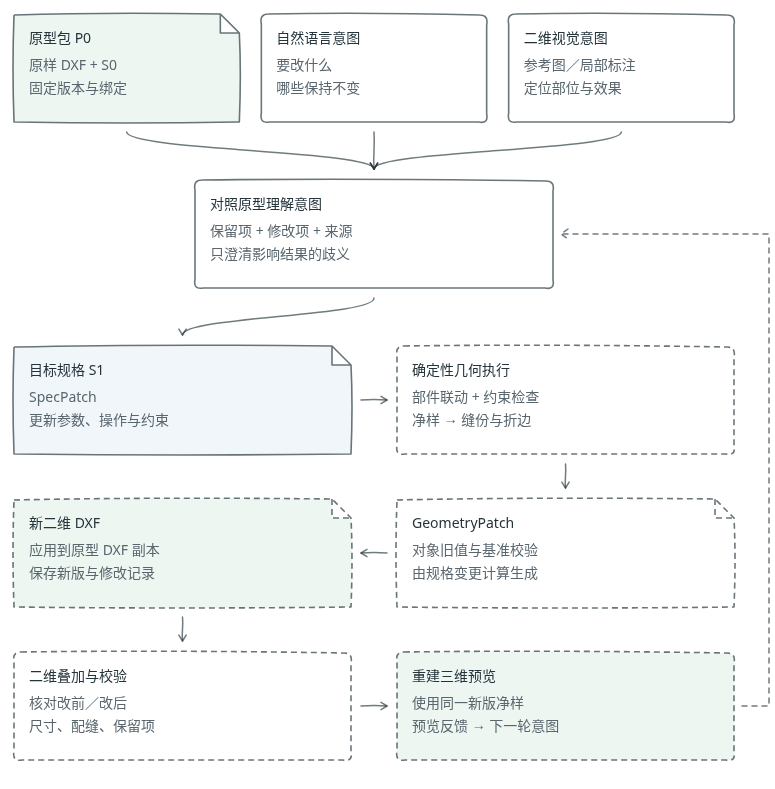 原型包 P0
原样 DXF + S0
固定版本与绑定
自然语言意图
要改什么
哪些保持不变
二维视觉意图
参考图／局部标注
定位部位与效果
对照原型理解意图
保留项 + 修改项 + 来源
只澄清影响结果的歧义
目标规格 S1
SpecPatch
更新参数、操作与约束
确定性几何执行
部件联动 + 约束检查
净样 → 缝份与折边
新二维 DXF
应用到原型 DXF 副本
保存新版与修改记录
GeometryPatch
对象旧值与基准校验
由规格变更计算生成
二维叠加与校验
核对改前／改后
尺寸、配缝、保留项
重建三维预览
使用同一新版净样
预览反馈 → 下一轮意图